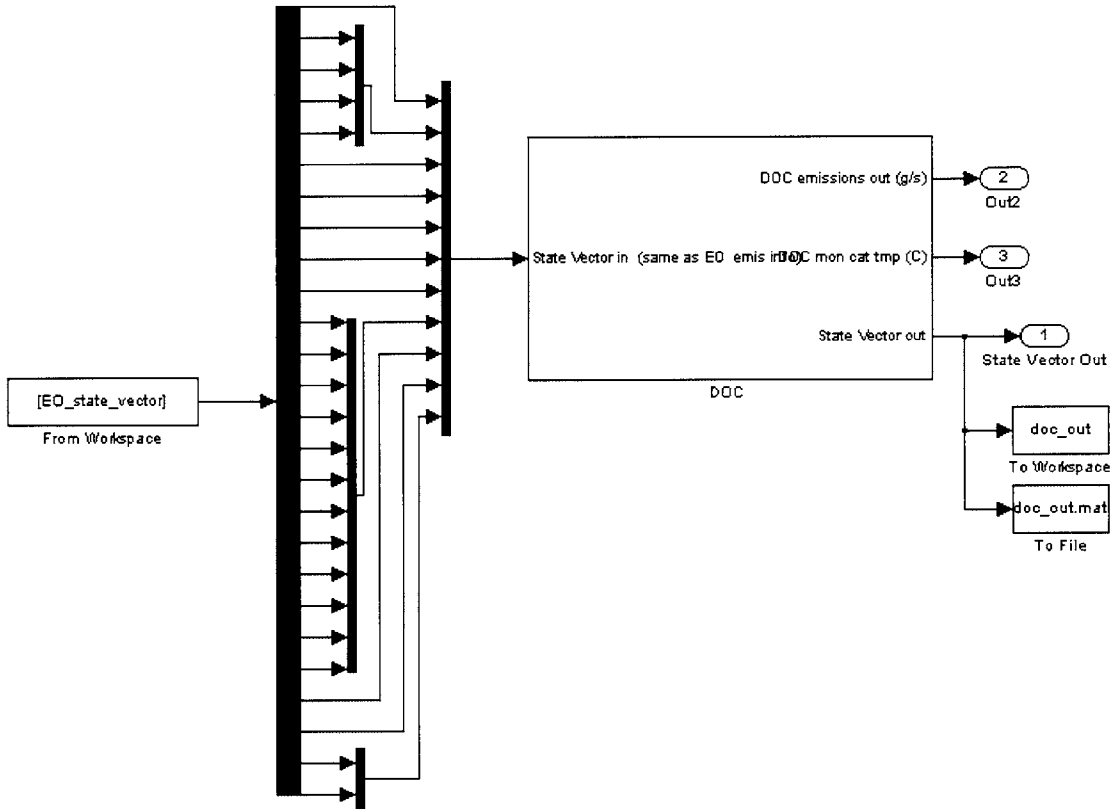 [EO_state_vector]
From Workspace
DOC emissions out (g/s)
State Vector in (same as EO emis info)
DOC mon cat tmp (C)
State Vector out
DOC
2
Out2
3
Out3
1
State Vector Out
doc_out
To Workspace
doc_out.mat
To File